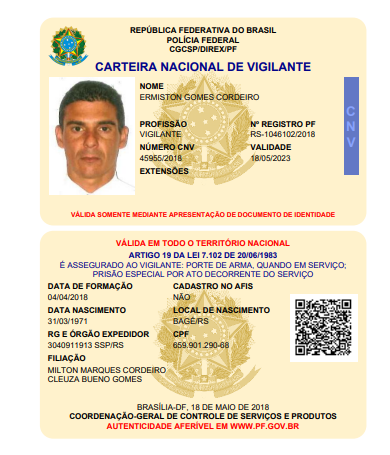 REPÚBLICA FEDERATIVA DO BRASIL
POLÍCIA FEDERAL
CGCSP/DIREX/PF
CARTEIRA NACIONAL DE VIGILANTE
NOME
ERMISTON GOMES CORDEIRO
PROFISSÃO Nº REGISTRO PF
VIGILANTE RS-1046102/2018
NÚMERO CNV VALIDADE
45955/2018 18/05/2023
EXTENSÕES
CNV
VÁLIDA SOMENTE MEDIANTE APRESENTAÇÃO DE DOCUMENTO DE IDENTIDADE
VÁLIDA EM TODO O TERRITÓRIO NACIONAL
ARTIGO 19 DA LEI 7.102 DE 20/06/1983
É ASSEGURADO AO VIGILANTE: PORTE DE ARMA, QUANDO EM SERVIÇO;
PRISÃO ESPECIAL POR ATO DECORRENTE DO SERVIÇO
DATA DE FORMAÇÃO CADASTRO NO AFIS
04/04/2018 NÃO
DATA NASCIMENTO LOCAL DE NASCIMENTO
31/03/1971 BAGÉ/RS
RG E ÓRGÃO EXPEDIDOR CPF
3040911913 SSP/RS 659.901.290-68
FILIAÇÃO
MILTON MARQUES CORDEIRO
CLEUZA BUENO GOMES
BRASÍLIA-DF, 18 DE MAIO DE 2018
COORDENAÇÃO-GERAL DE CONTROLE DE SERVIÇOS E PRODUTOS
AUTENTICIDADE AFERÍVEL EM WWW.PF.GOV.BR